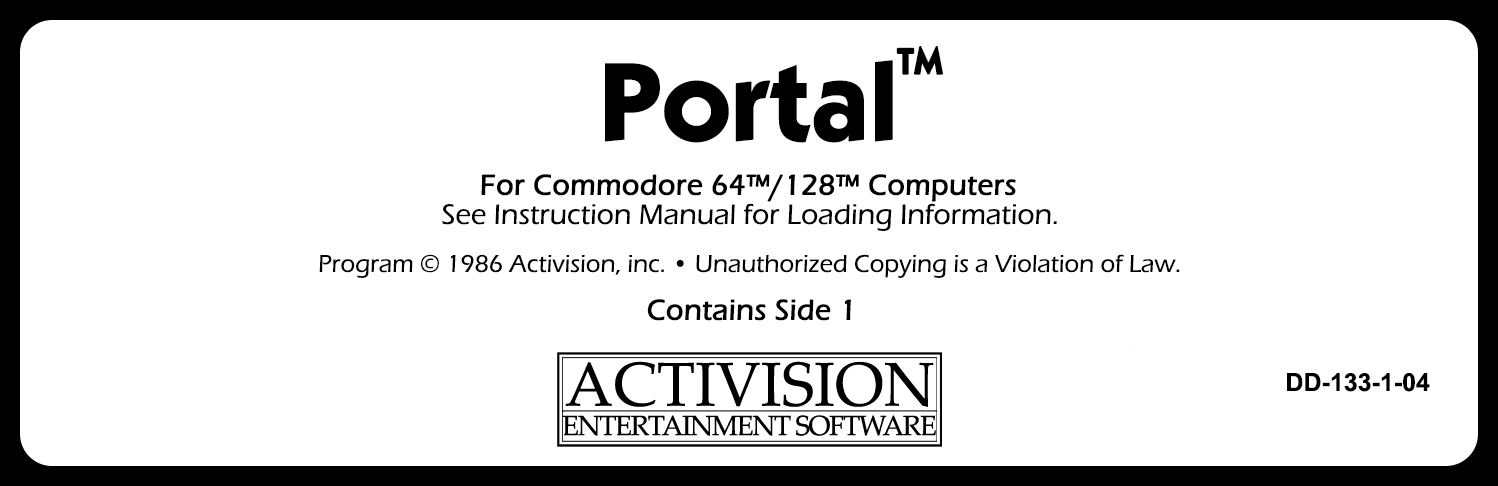 Portal™
For Commodore 64™/128™ Computers
See Instruction Manual for Loading Information.
Program © 1986 Activision, inc. • Unauthorized Copying is a Violation of Law.
Contains Side 1
ACTIVISION
ENTERTAINMENT SOFTWARE
DD-133-1-04